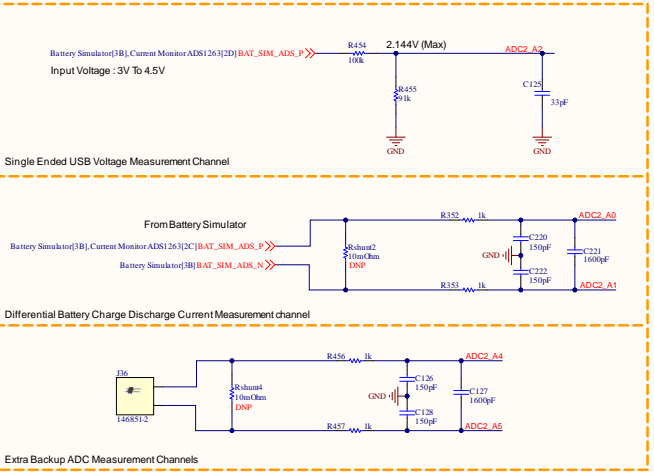 Battery Simulator[3B],Current Monitor ADS1263[2D] BAT_SIM_ADS_P
R454
100k
2.144V (Max)
ADC2_A2
Input Voltage : 3V To 4.5V
R455
91k
C125
33pF
GND
GND
Single Ended USB Voltage Measurement Channel
From Battery Simulator
R352
1k
ADC2_A0
Battery Simulator[3B],Current Monitor ADS1263[2C] BAT_SIM_ADS_P
Battery Simulator[3B] BAT_SIM_ADS_N
Rshunt2
10mOhm
DNP
C220
150pF
GND
C222
150pF
C221
1600pF
R353
1k
ADC2_A1
Differential Battery Charge Discharge Current Measurement channel
R456
1k
ADC2_A4
J36
146851-2
Rshunt4
10mOhm
DNP
C126
150pF
GND
C128
150pF
C127
1600pF
R457
1k
ADC2_A5
Extra Backup ADC Measurement Channels